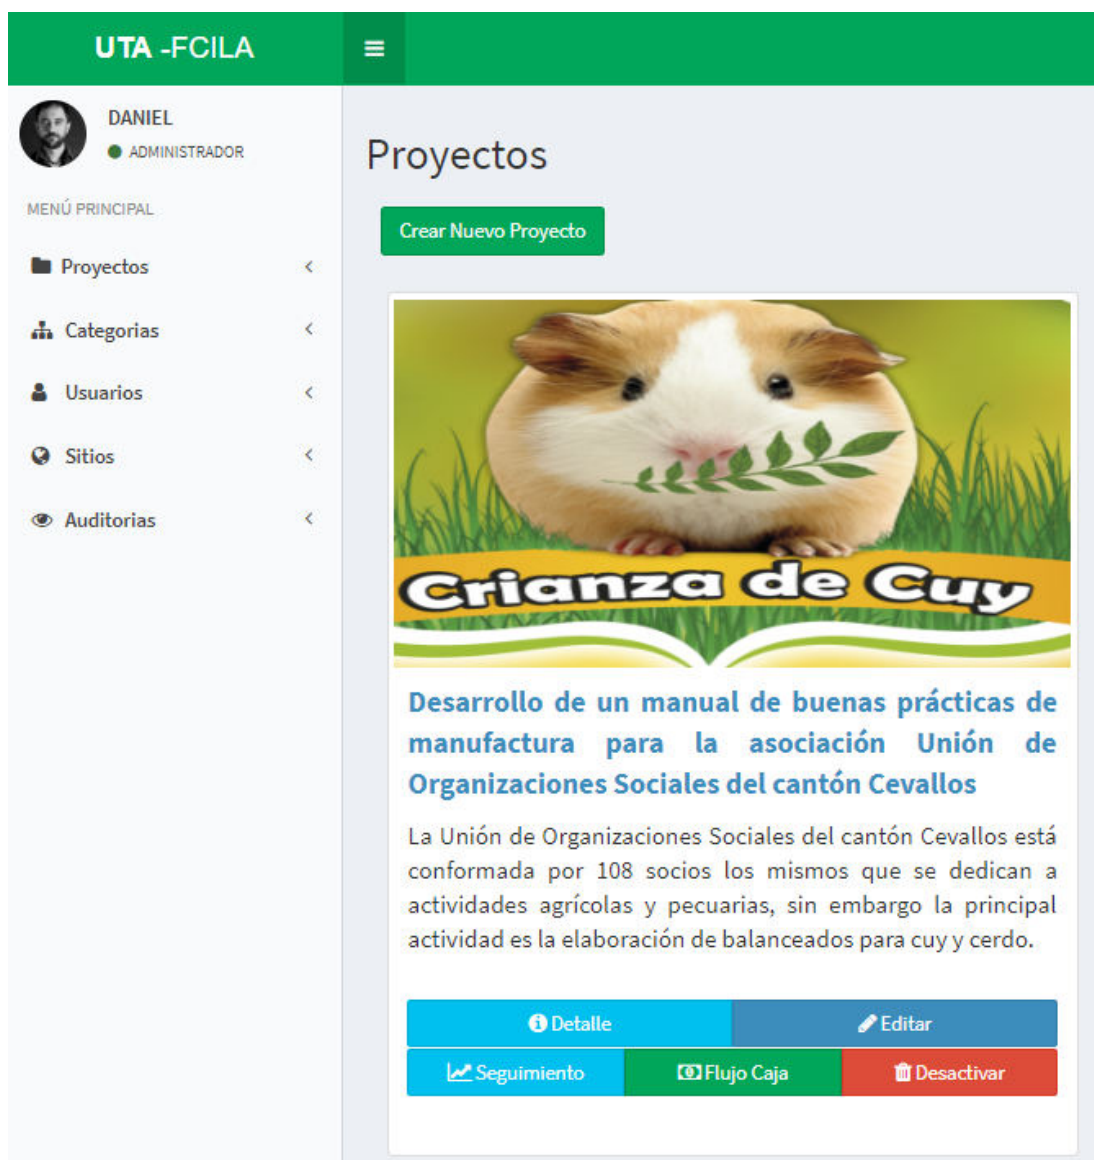 UTA -FCILA
DANIEL
ADMINISTRADOR
MENÚ PRINCIPAL
Proyectos
Categorias
Usuarios
Sitios
Auditorias
Proyectos
Crear Nuevo Proyecto
Crianza de Cuy
Desarrollo de un manual de buenas prácticas de
manufactura para la asociación Unión de
Organizaciones Sociales del cantón Cevallos
La Unión de Organizaciones Sociales del cantón Cevallos está
conformada por 108 socios los mismos que se dedican a
actividades agrícolas y pecuarias, sin embargo la principal
actividad es la elaboración de balanceados para cuy y cerdo.
Detalle Editar
Seguimiento Flujo Caja Desactivar